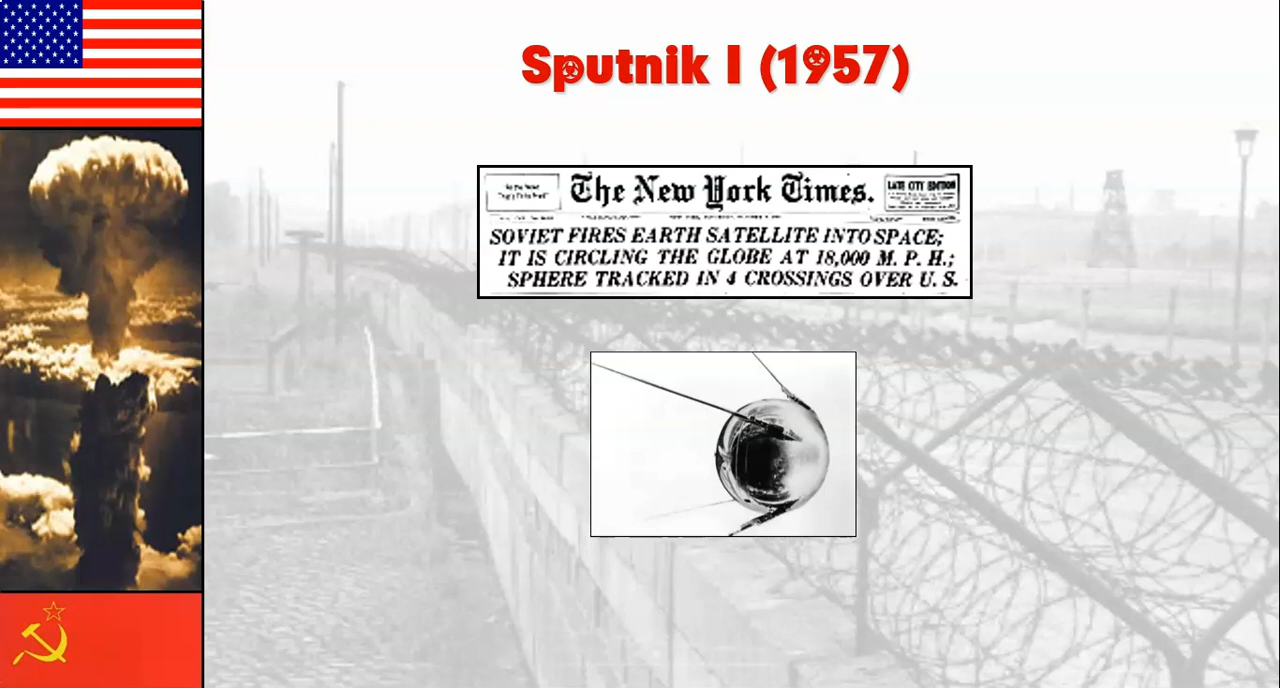 Sputnik I (1957)
The New York Times.
LATE CITY EDITION
SOVIET FIRES EARTH SATELLITE INTO SPACE;
IT IS CIRCLING THE GLOBE AT 18,000 M. P. H.;
SPHERE TRACKED IN 4 CROSSINGS OVER U. S.